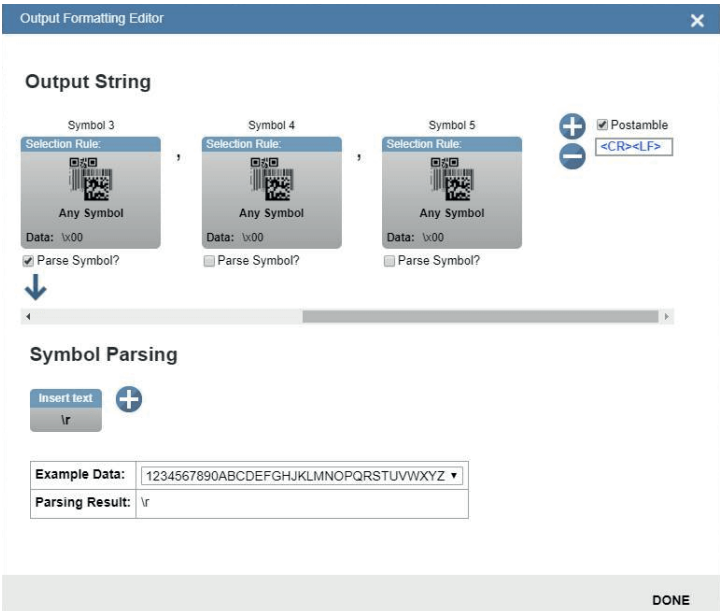 Output Formatting Editor
Output String
Symbol 3 , Symbol 4 , Symbol 5
Selection Rule: Selection Rule: Selection Rule:
Any Symbol Any Symbol Any Symbol
Data: \x00 Data: \x00 Data: \x00
Parse Symbol? Parse Symbol? Parse Symbol?
Postamble
<CR><LF>
Symbol Parsing
Insert text
\r
Example Data: 1234567890ABCDEFGHJKLMNOPQRSTUVWXYZ
Parsing Result: \r
DONE